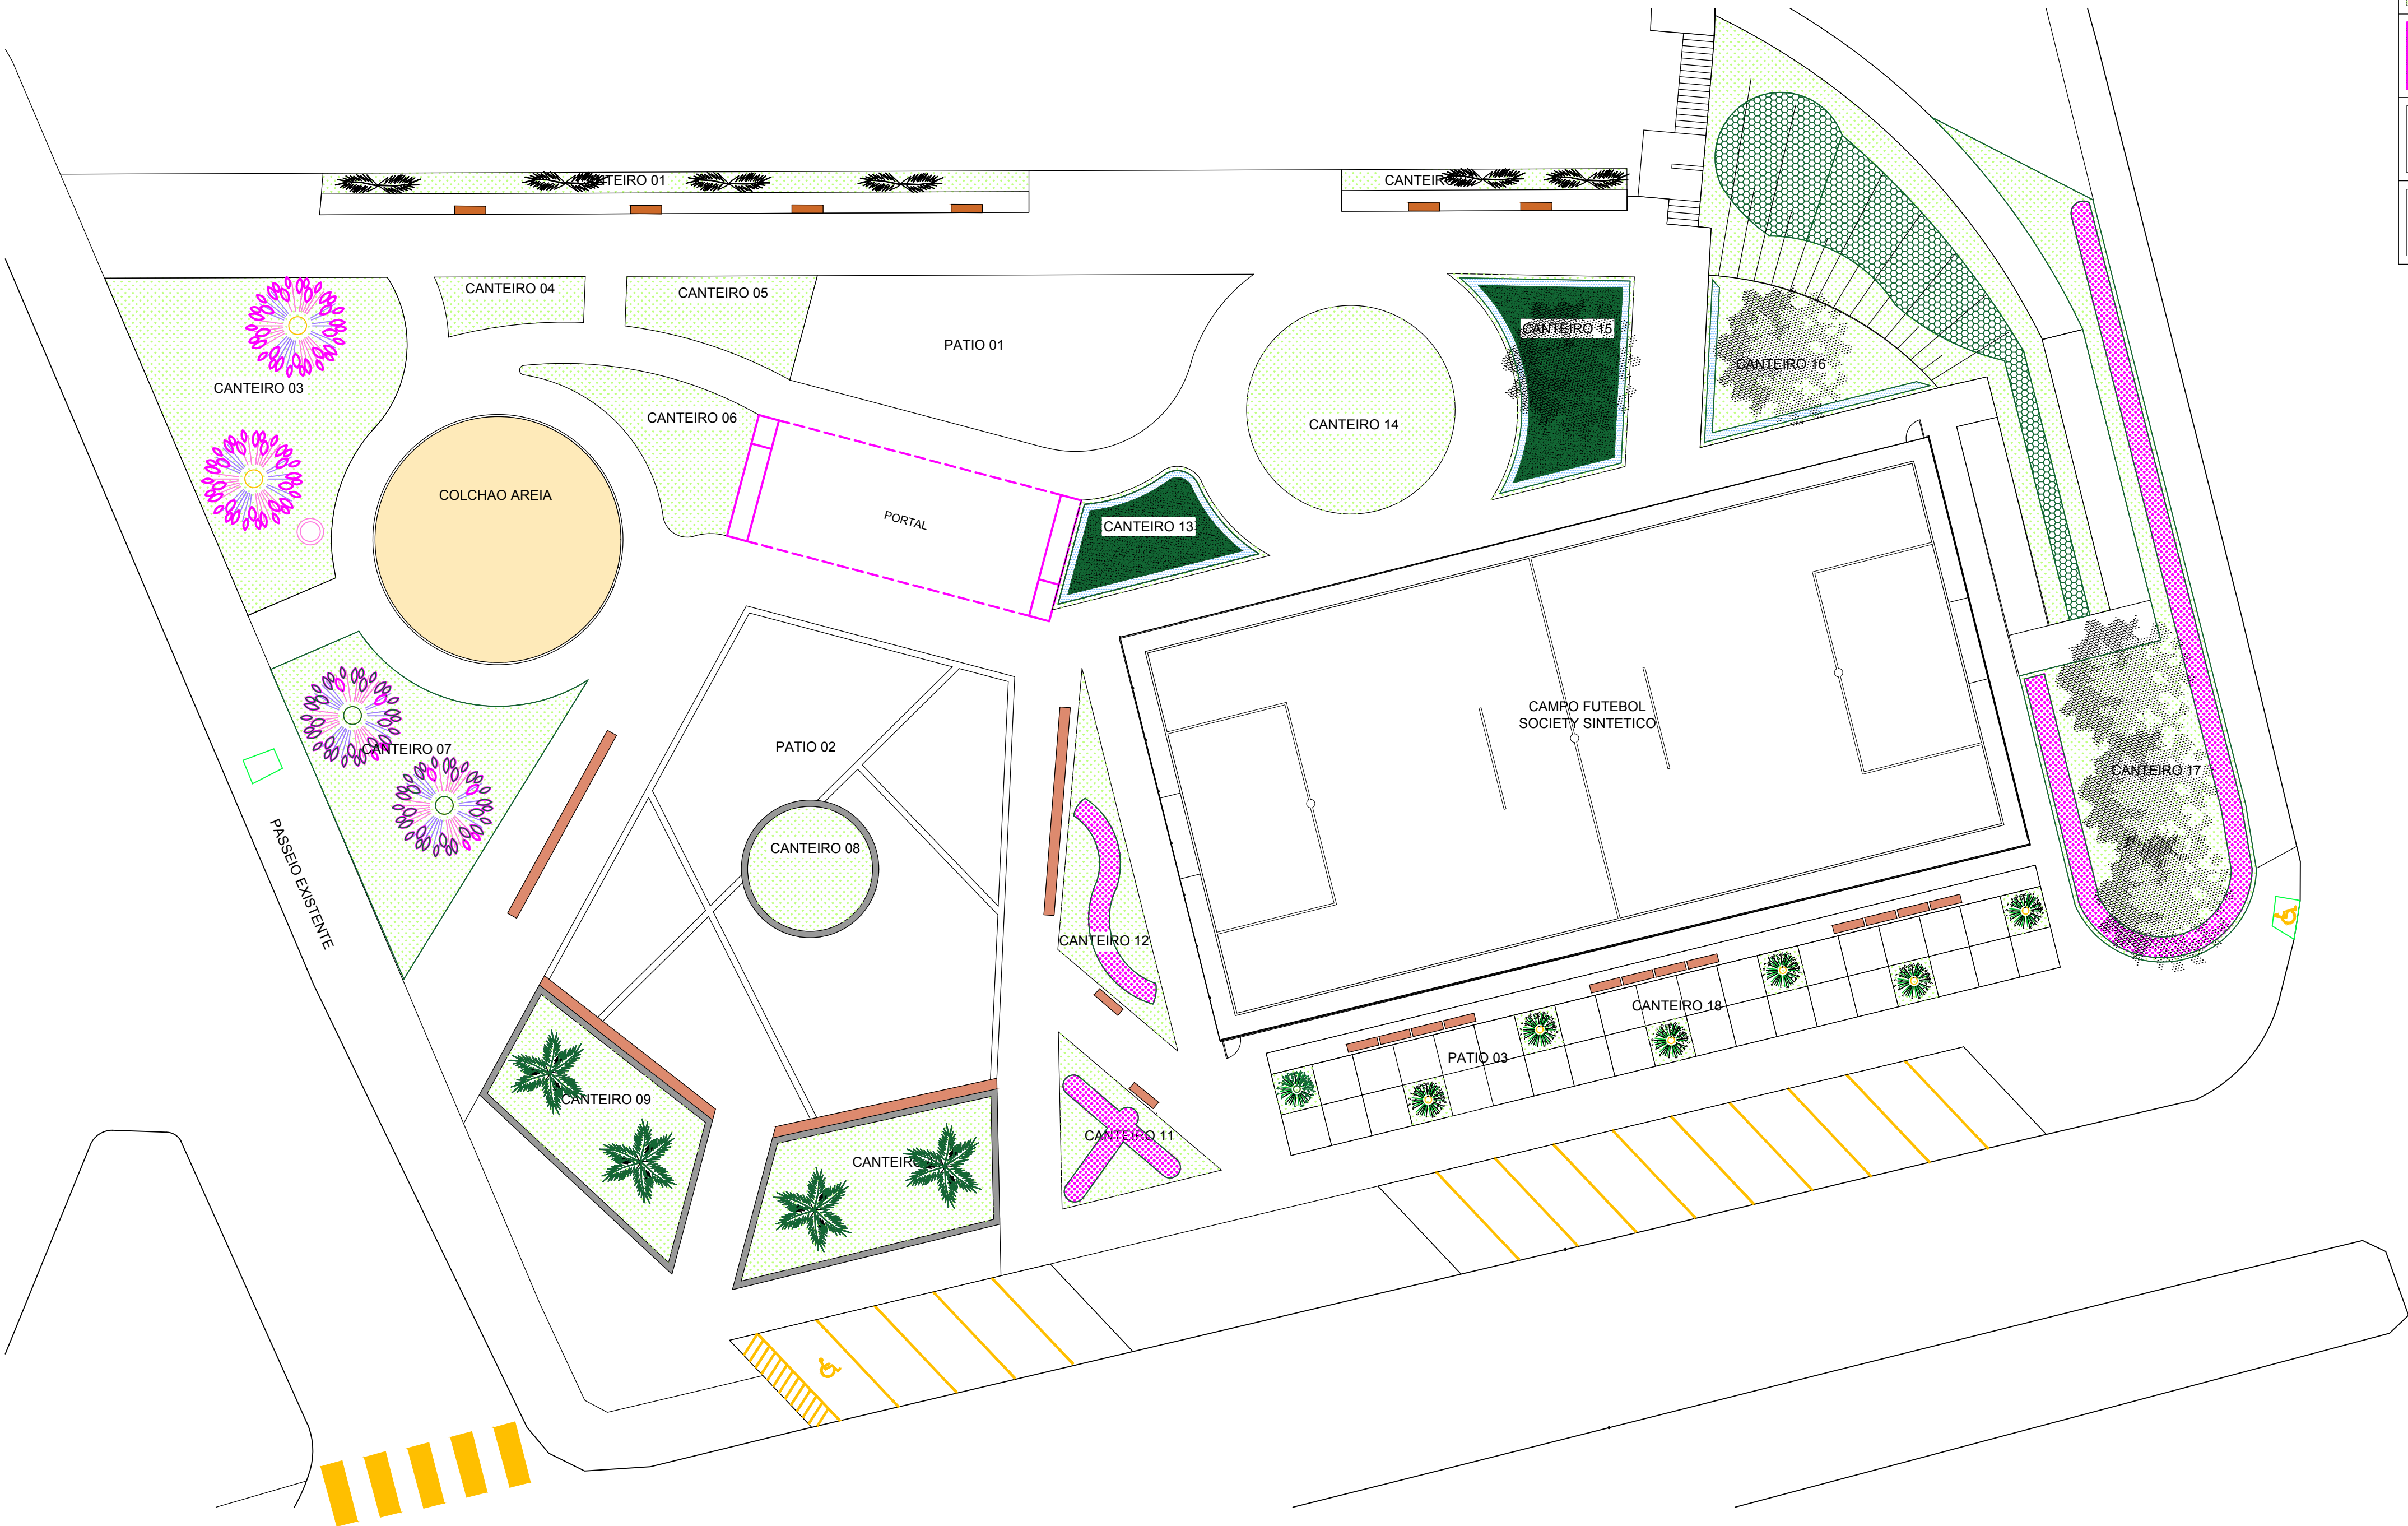 CANTEIRO 01
CANTEIRO
CANTEIRO 04
CANTEIRO 05
PATIO 01
CANTEIRO 15
CANTEIRO 16
CANTEIRO 03
CANTEIRO 06
CANTEIRO 14
COLCHAO AREIA
PORTAL
CANTEIRO 13
CAMPO FUTEBOL
SOCIETY SINTETICO
CANTEIRO 07
PATIO 02
CANTEIRO 17
CANTEIRO 08
PASSEIO EXISTENTE
CANTEIRO 12
CANTEIRO 18
PATIO 03
CANTEIRO 09
CANTEIRO 11
CANTEIRO